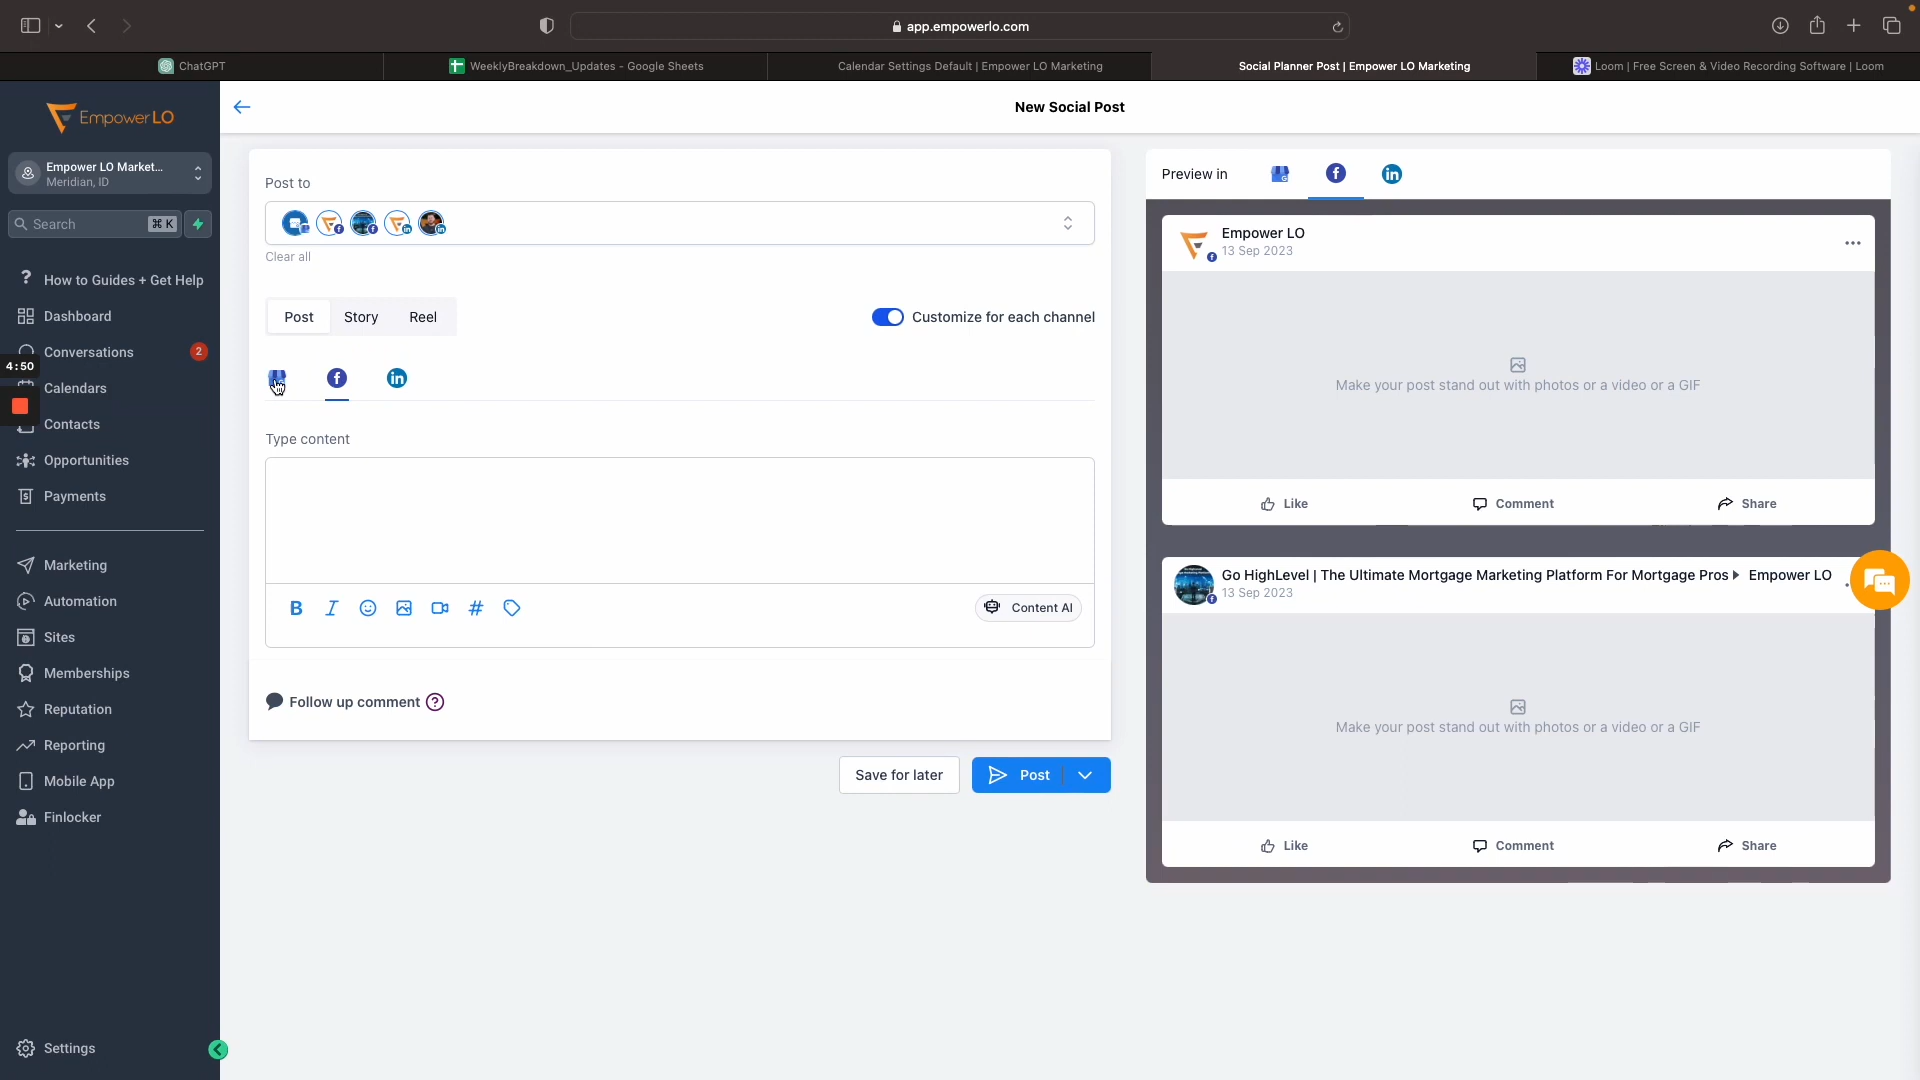 app.empowerlo.com
ChatGPT
WeeklyBreakdown_Updates - Google Sheets
Calendar Settings Default | Empower LO Marketing
Social Planner Post | Empower LO Marketing
Loom | Free Screen & Video Recording Software | Loom
EmpowerLO
Empower LO Market...
Meridian, ID
Search
⌘ K
How to Guides + Get Help
Dashboard
Conversations
2
4:50
Calendars
Contacts
Opportunities
Payments
Marketing
Automation
Sites
Memberships
Reputation
Reporting
Mobile App
Finlocker
Settings
New Social Post
Post to
Clear all
Post
Story
Reel
Customize for each channel
Type content
Content AI
Follow up comment
Save for later
Post
Preview in
Empower LO
13 Sep 2023
Make your post stand out with photos or a video or a GIF
Like
Comment
Share
Go HighLevel | The Ultimate Mortgage Marketing Platform For Mortgage Pros
Empower LO
13 Sep 2023
Make your post stand out with photos or a video or a GIF
Like
Comment
Share